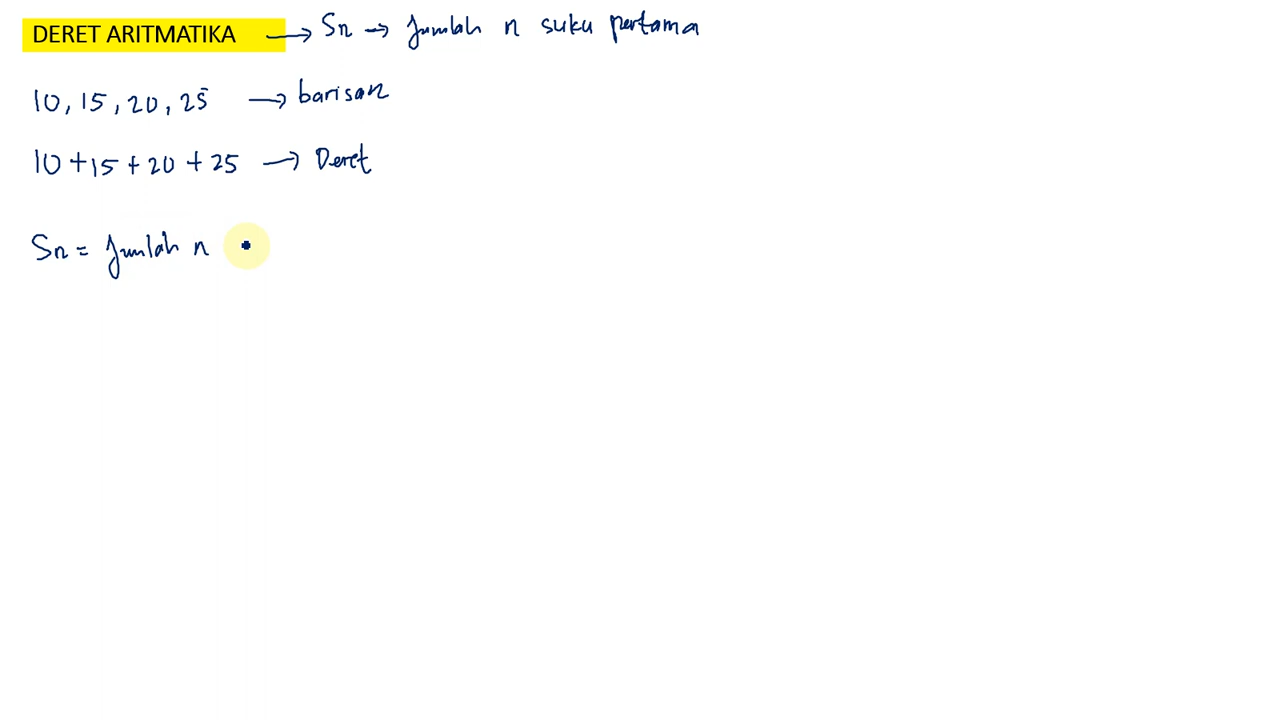 DERET ARITMATIKA → Sn → Jumlah n suku pertama
10, 15, 20, 25 → barisan
10 + 15 + 20 + 25 → Deret
Sn = Jumlah n